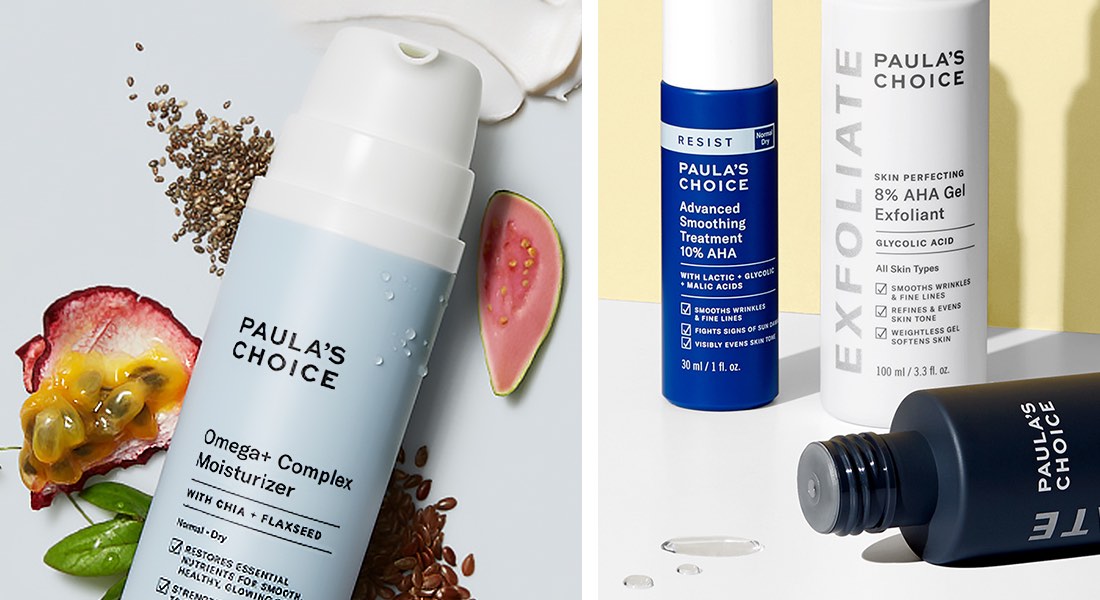 PAULA'S
CHOICE
Omega+ Complex
Moisturizer
WITH CHIA + FLAXSEED
Normal - Dry
RESTORES ESSENTIAL
NUTRIENTS FOR SMOOTH,
HEALTHY, GLOWING
RESIST
Normal
Dry
PAULA'S
CHOICE
Advanced
Smoothing
Treatment
10% AHA
WITH LACTIC + GLYCOLIC
+ MALIC ACIDS
SMOOTHS WRINKLES
& FINE LINES
FIGHTS SIGNS OF SUN
VISIBLY EVENS SKIN TONE
30 ml / 1 fl. oz.
EXFOLIATE
PAULA'S
CHOICE
SKIN PERFECTING
8% AHA Gel
Exfoliant
GLYCOLIC ACID
All Skin Types
SMOOTHS WRINKLES
& FINE LINES
REFINES & EVENS
SKIN TONE
WEIGHTLESS GEL
SOFTENS SKIN
100 ml / 3.3 fl. oz.
PAULA'S
CHOICE
ATE